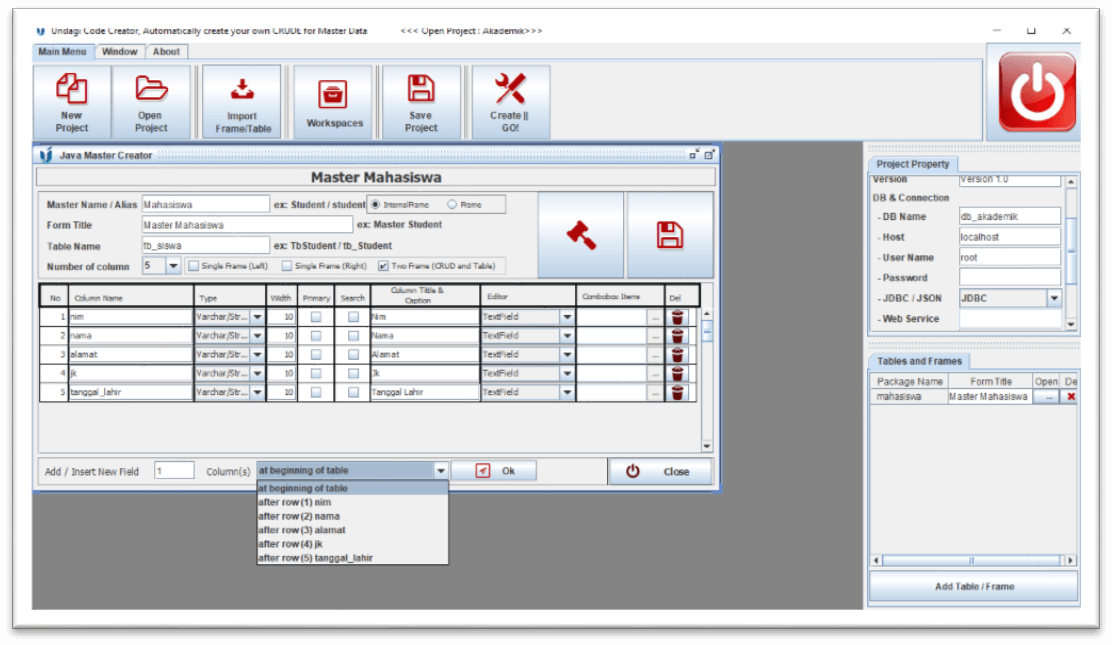 Undagi Code Creator, Automatically create your own CRUDE for Master Data <<< Open Project : Akademik>>>
Main Menu Window About
New Project
Open Project
Import Frame/Table
Workspaces
Save Project
Create || GO!
Java Master Creator
Master Mahasiswa
Master Name / Alias Mahasiswa ex: Student / student InternalFrame Frame
Form Title Master Mahasiswa ex: Master Student
Table Name tb_siswa ex: TbStudent / tb_Student
Number of column 5 Single Frame (Left) Single Frame (Right) Two Frame (CRUD and Table)
No Column Name Type Width Primary Search Column Tittle & Caption Editor Combobox Items Del
1 nim Varchar/Str... 10 Nim TextField ...
2 nama Varchar/Str... 10 Nama TextField ...
3 alamat Varchar/Str... 10 Alamat TextField ...
4 jk Varchar/Str... 10 Jk TextField ...
5 tanggal_lahir Varchar/Str... 10 Tanggal Lahir TextField ...
Add / Insert New Field 1 Column(s) at beginning of table Ok Close
at beginning of table
after row (1) nim
after row (2) nama
after row (3) alamat
after row (4) jk
after row (5) tanggal_lahir
Project Property
Version Version 1.0
DB & Connection
- DB Name db_akademik
- Host localhost
- User Name root
- Password
- JDBC / JSON JDBC
- Web Service
Tables and Frames
Package Name Form Title Open De
mahasiswa Master Mahasiswa ...
Add Table / Frame